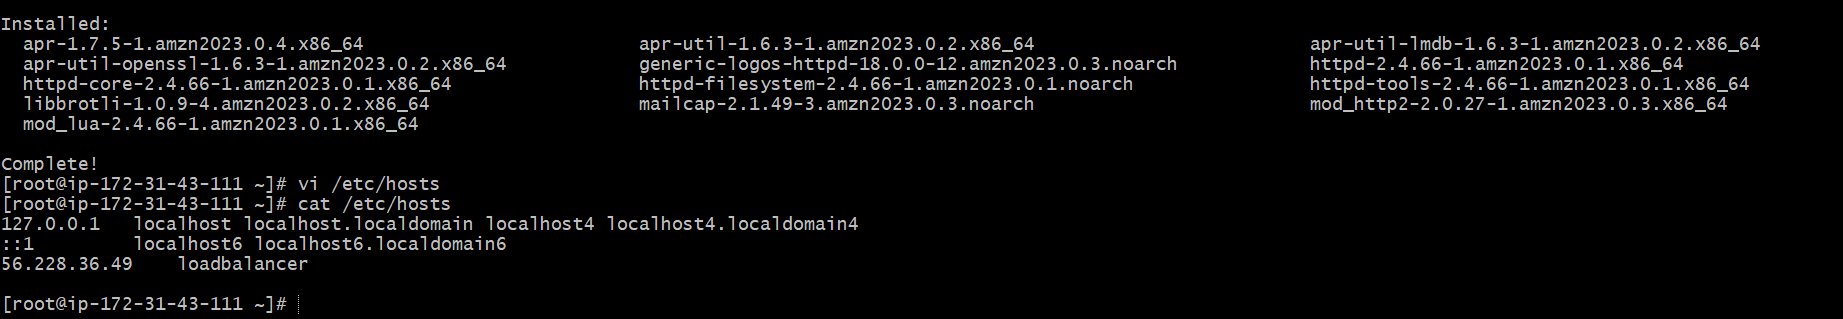 Installed:
apr-1.7.5-1.amzn2023.0.4.x86_64 apr-util-1.6.3-1.amzn2023.0.2.x86_64 apr-util-lmdb-1.6.3-1.amzn2023.0.2.x86_64
apr-util-openssl-1.6.3-1.amzn2023.0.2.x86_64 generic-logos-httpd-18.0.0-12.amzn2023.0.3.noarch httpd-2.4.66-1.amzn2023.0.1.x86_64
httpd-core-2.4.66-1.amzn2023.0.1.x86_64 httpd-filesystem-2.4.66-1.amzn2023.0.1.noarch httpd-tools-2.4.66-1.amzn2023.0.1.x86_64
libbrotli-1.0.9-4.amzn2023.0.2.x86_64 mailcap-2.1.49-3.amzn2023.0.3.noarch mod_http2-2.0.27-1.amzn2023.0.3.x86_64
mod_lua-2.4.66-1.amzn2023.0.1.x86_64
Complete!
[root@ip-172-31-43-111 ~]# vi /etc/hosts
[root@ip-172-31-43-111 ~]# cat /etc/hosts
127.0.0.1 localhost localhost.localdomain localhost4 localhost4.localdomain4
::1 localhost6 localhost6.localdomain6
56.228.36.49 loadbalancer
[root@ip-172-31-43-111 ~]#